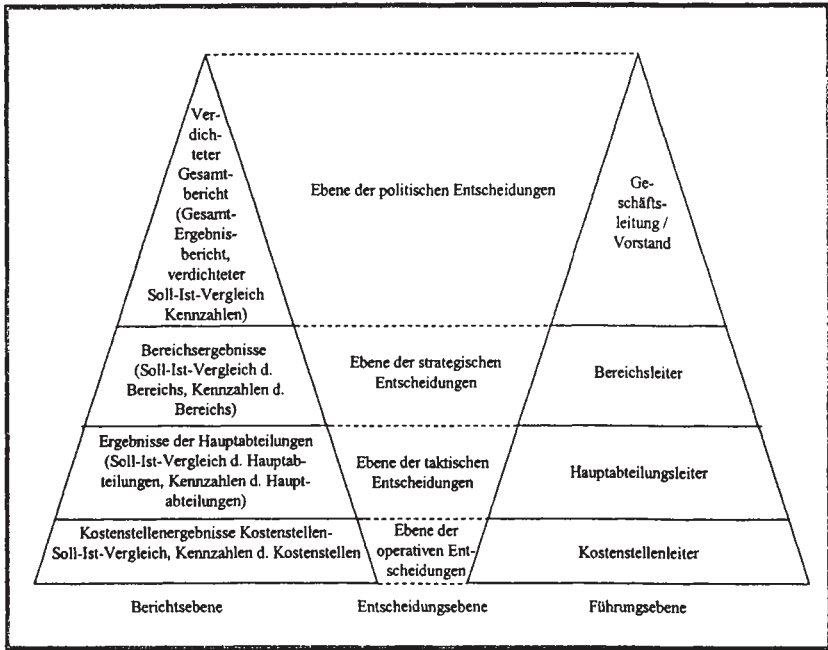 Ver-
dich-
teter
Gesamt-
bericht
(Gesamt-
Ergebnis-
bericht,
verdichteter
Soll-Ist-Vergleich
Kennzahlen)
Ebene der politischen Entscheidungen
Ge-
schäfts-
leitung /
Vorstand
Bereichsergebnisse
(Soll-Ist-Vergleich d.
Bereichs, Kennzahlen d.
Bereichs)
Ebene der strategischen
Entscheidungen
Bereichsleiter
Ergebnisse der Hauptabteilungen
(Soll-Ist-Vergleich d. Hauptab-
teilungen, Kennzahlen d. Haupt-
abteilungen)
Ebene der taktischen
Entscheidungen
Hauptabteilungsleiter
Kostenstellenergebnisse Kostenstellen-
Soll-Ist-Vergleich, Kennzahlen d. Kostenstellen
Ebene der
operativen Ent-
scheidungen
Kostenstellenleiter
Berichtsebene
Entscheidungsebene
Führungsebene